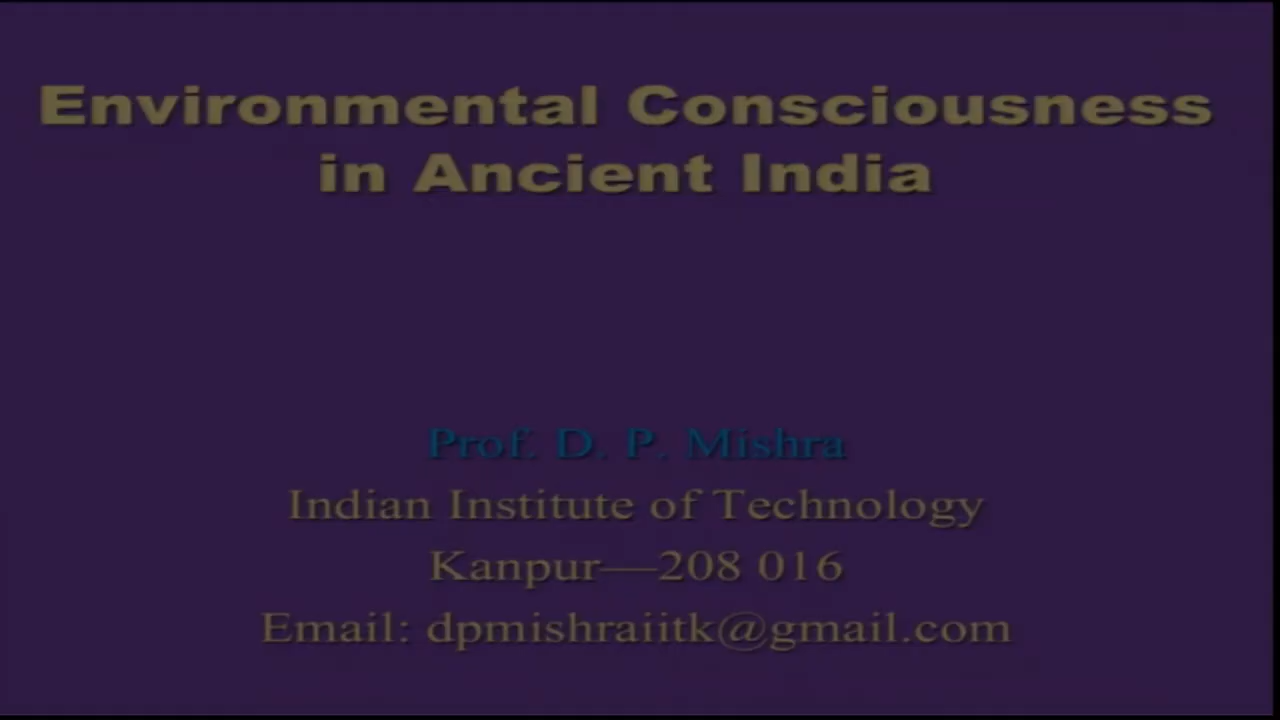 Environmental Consciousness
in Ancient India
Prof. D. P. Mishra
Indian Institute of Technology
Kanpur—208 016
Email: dpmishraiitk@gmail.com